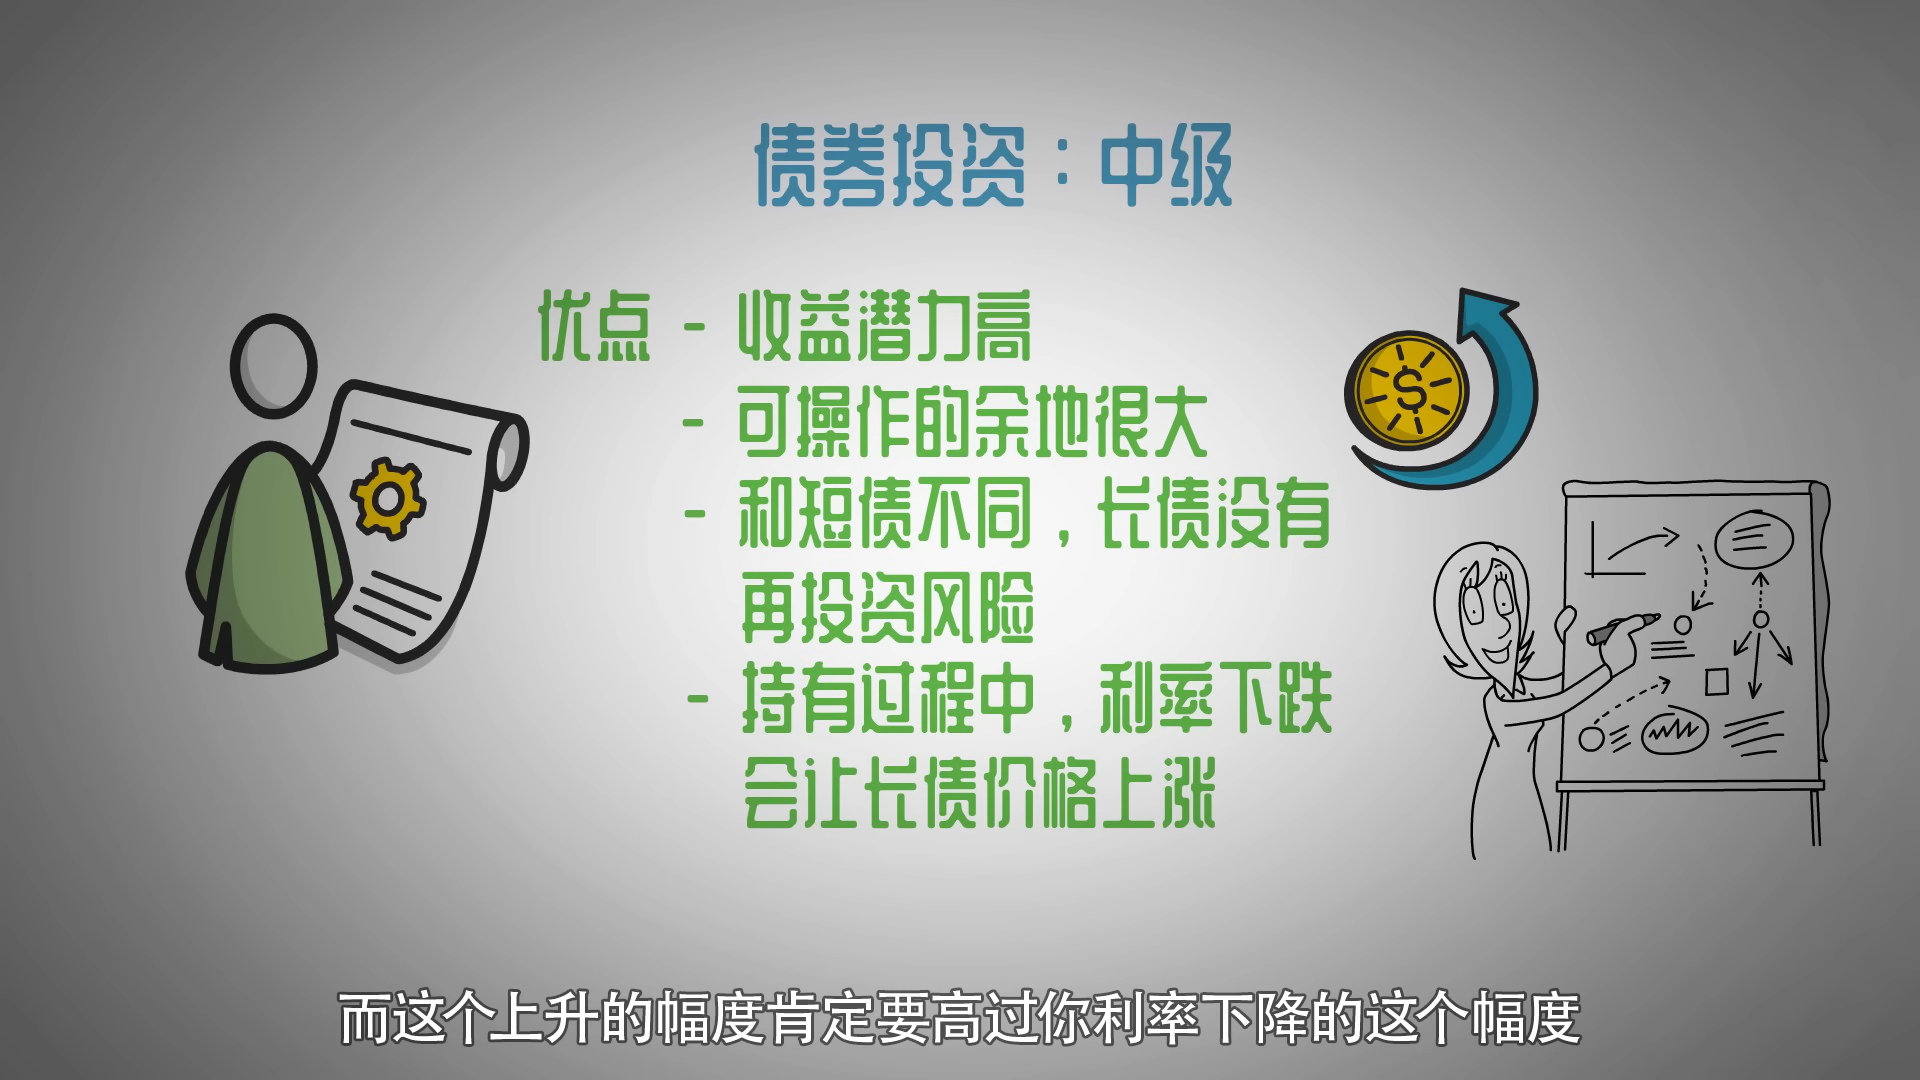 债券投资：中级
优点 - 收益潜力高
- 可操作的余地很大
- 和短债不同，长债没有
再投资风险
- 持有过程中，利率下跌
会让长债价格上涨
而这个上升的幅度肯定要高过你利率下降的这个幅度